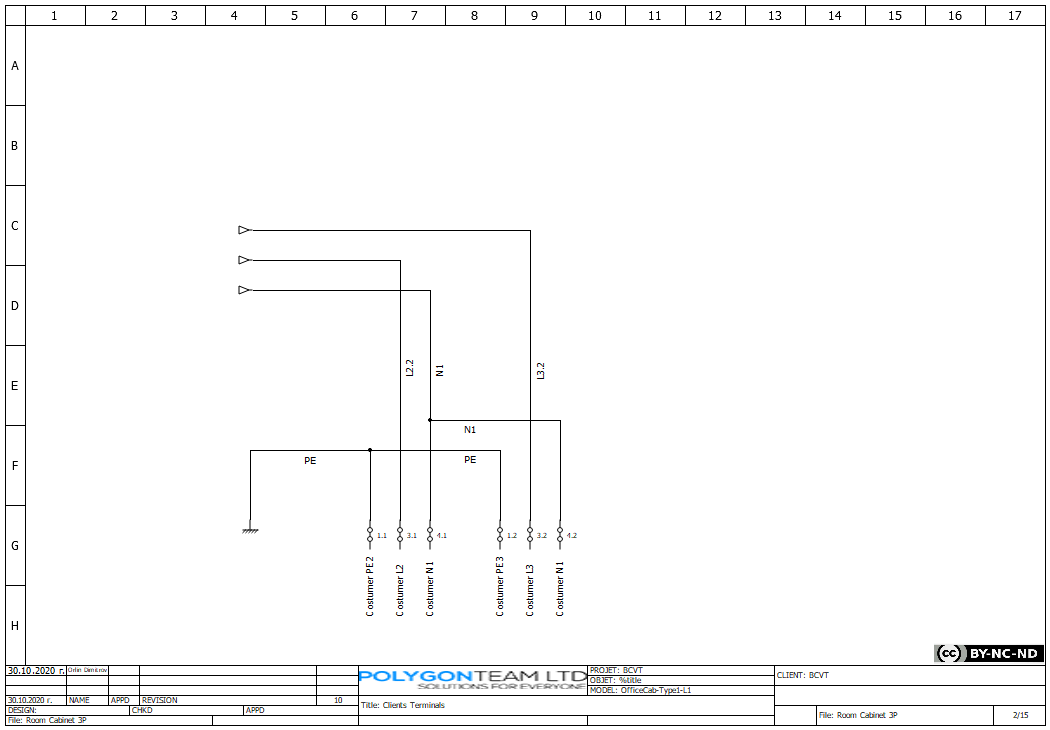 1 2 3 4 5 6 7 8 9 10 11 12 13 14 15 16 17
A
B
C
D
L2.2 N1 L3.2
E
N1
F
PE PE
1.1 3.1 4.1 1.2 3.2 4.2
G
Costumer PE2
Costumer L2
Costumer N1
Costumer PE3
Costumer L3
Costumer N1
H
cc BY-NC-ND
30.10.2020 г. Orlin Dimitrov
POLYGONTEAM LTD
SOLUTIONS FOR EVERYONE
PROJET: BCVT
OBJET: %title
MODEL: OfficeCab-Type1-L1
CLIENT: BCVT
30.10.2020 г. NAME APPD REVISION 10
Title: Clients Terminals
DESIGN: CHKD APPD
File: Room Cabinet 3P
File: Room Cabinet 3P
2/15